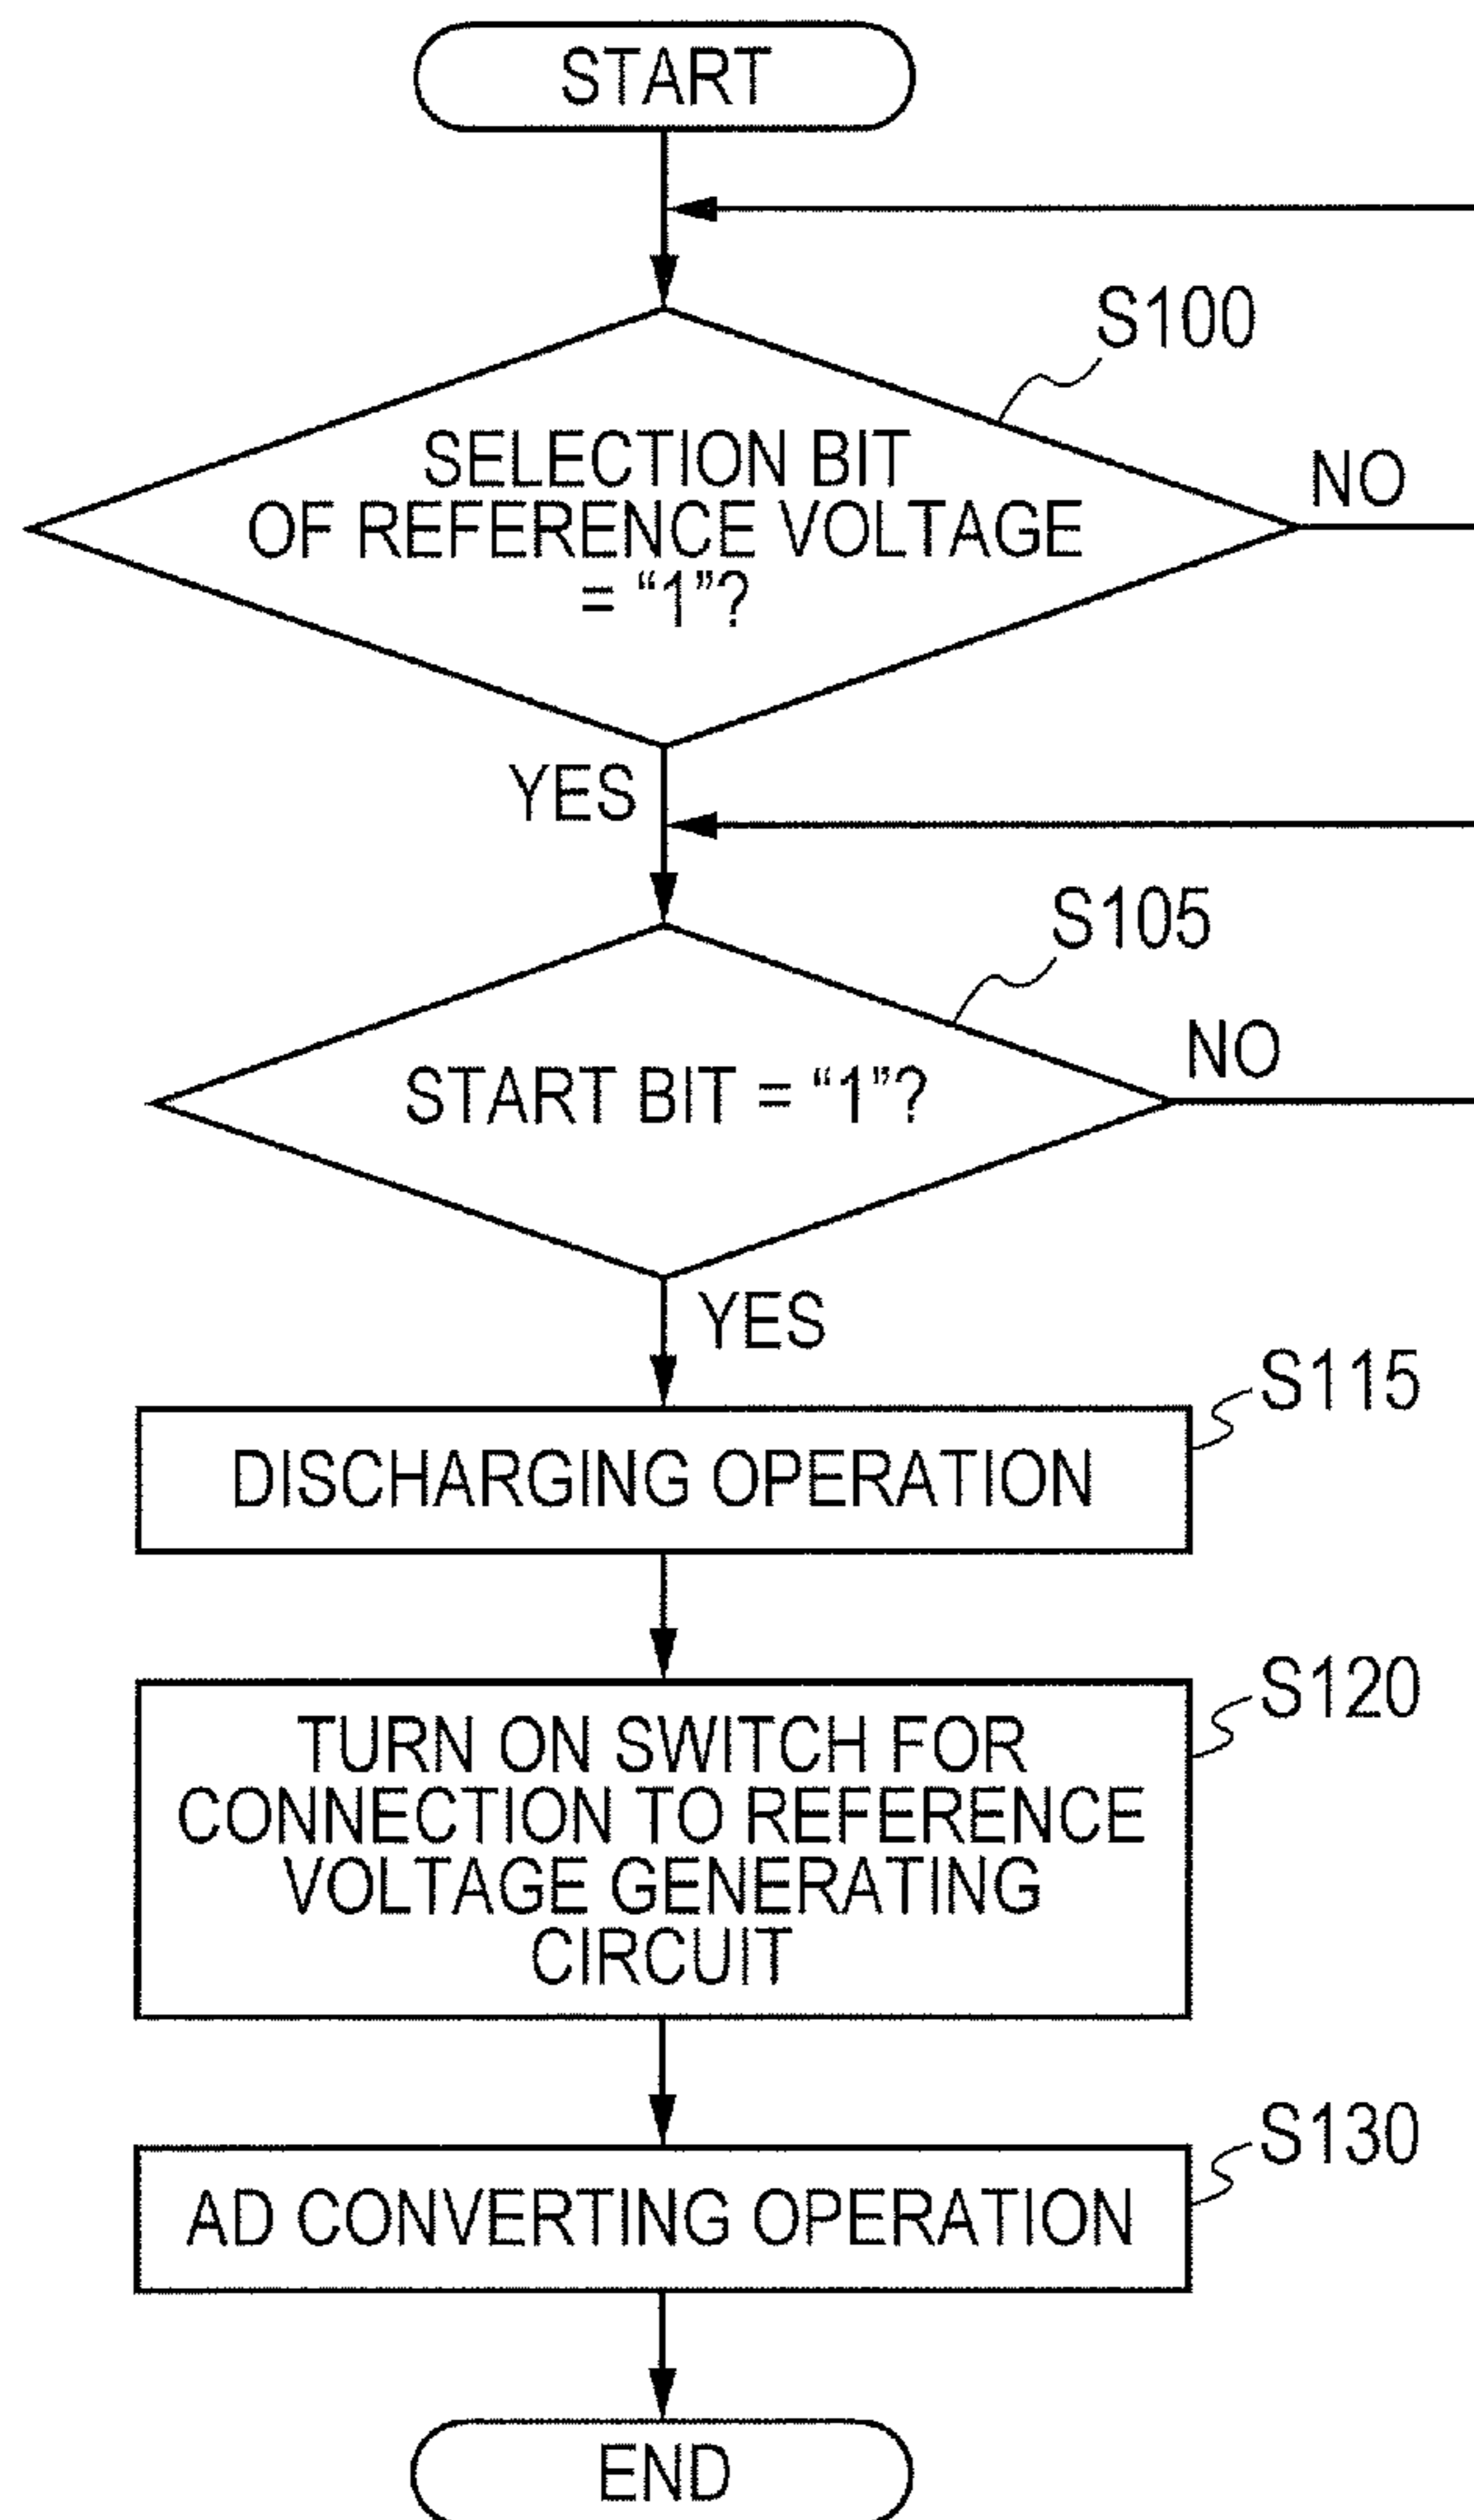 START
S100
SELECTION BIT
OF REFERENCE VOLTAGE
= “1”?
NO
YES
S105
START BIT = “1”?
NO
YES
S115
DISCHARGING OPERATION
S120
TURN ON SWITCH FOR
CONNECTION TO REFERENCE
VOLTAGE GENERATING
CIRCUIT
S130
AD CONVERTING OPERATION
END